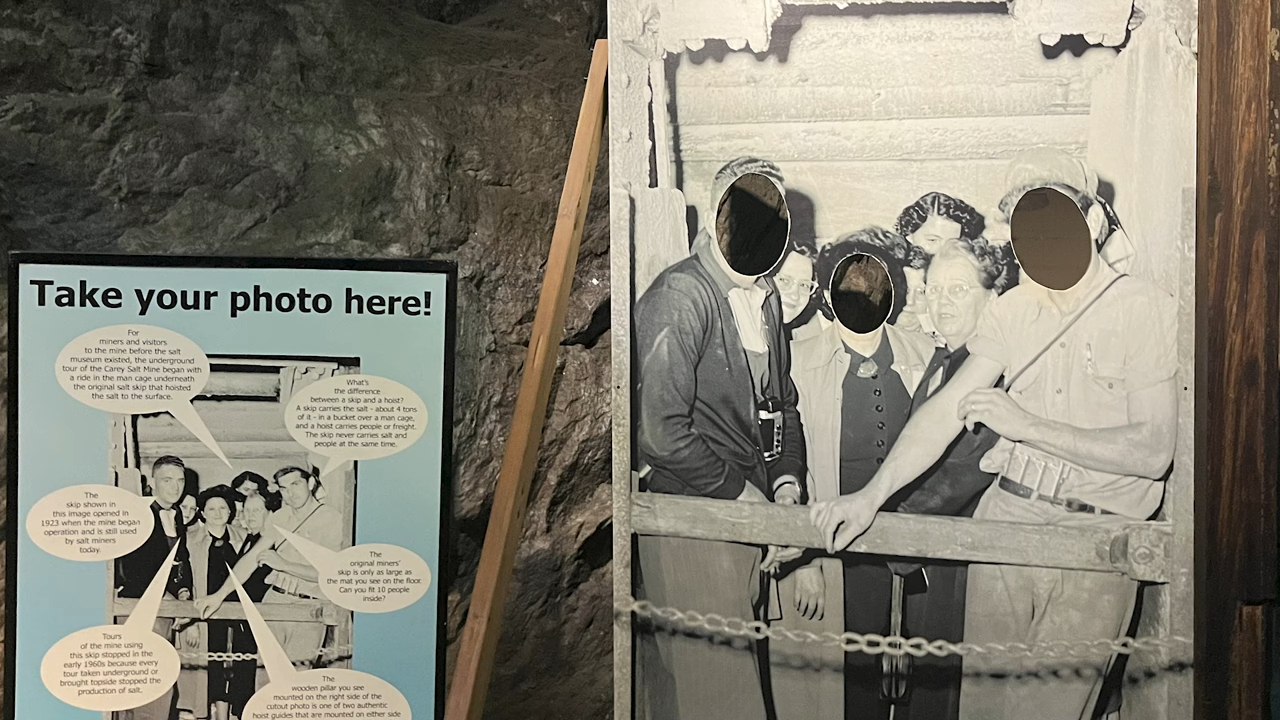 Take your photo here!
For
miners and visitors
to the mine before the salt
museum existed, the underground
tour of the Carey Salt Mine began with
a ride in the man cage underneath
the original salt skip that hoisted
the salt to the surface.
What's
the difference
between a skip and a hoist?
A skip carries the salt - about 4 tons
of it - in a bucket over a man cage,
and a hoist carries people or freight.
The skip never carries salt and
people at the same time.
The
skip shown in
this image opened in
1923 when the mine began
operation and is still used
by salt miners
today.
The
original miners'
skip is only as large as
the mat you see on the floor.
Can you fit 10 people
inside?
Tours
of the mine using
this skip stopped in the
early 1960s because every
tour taken underground or
brought topside stopped the
production of salt.
The
wooden pillar you see
mounted on the right side of the
cutout photo is one of two authentic
hoist guides that are mounted on either side